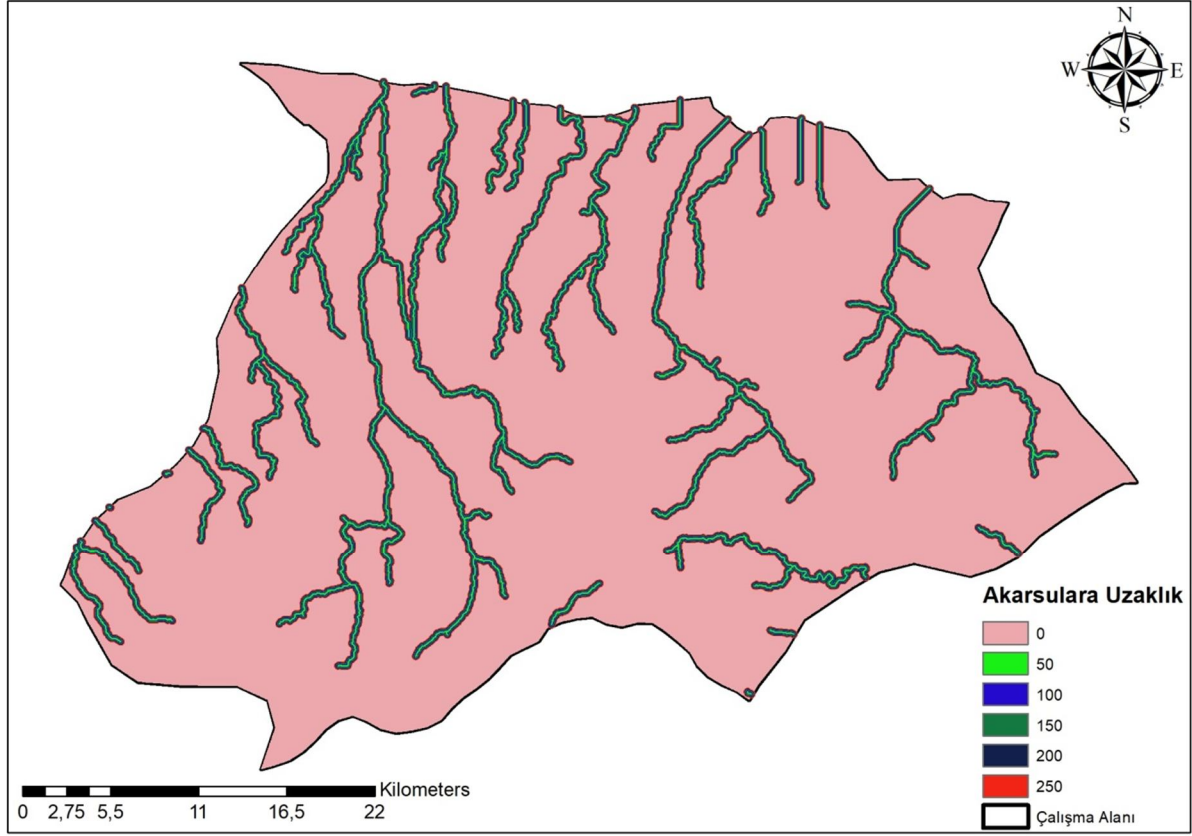 N
W E
S
Akarsulara Uzaklık
0
50
100
150
200
250
Çalışma Alanı
Kilometers
0 2,75 5,5 11 16,5 22